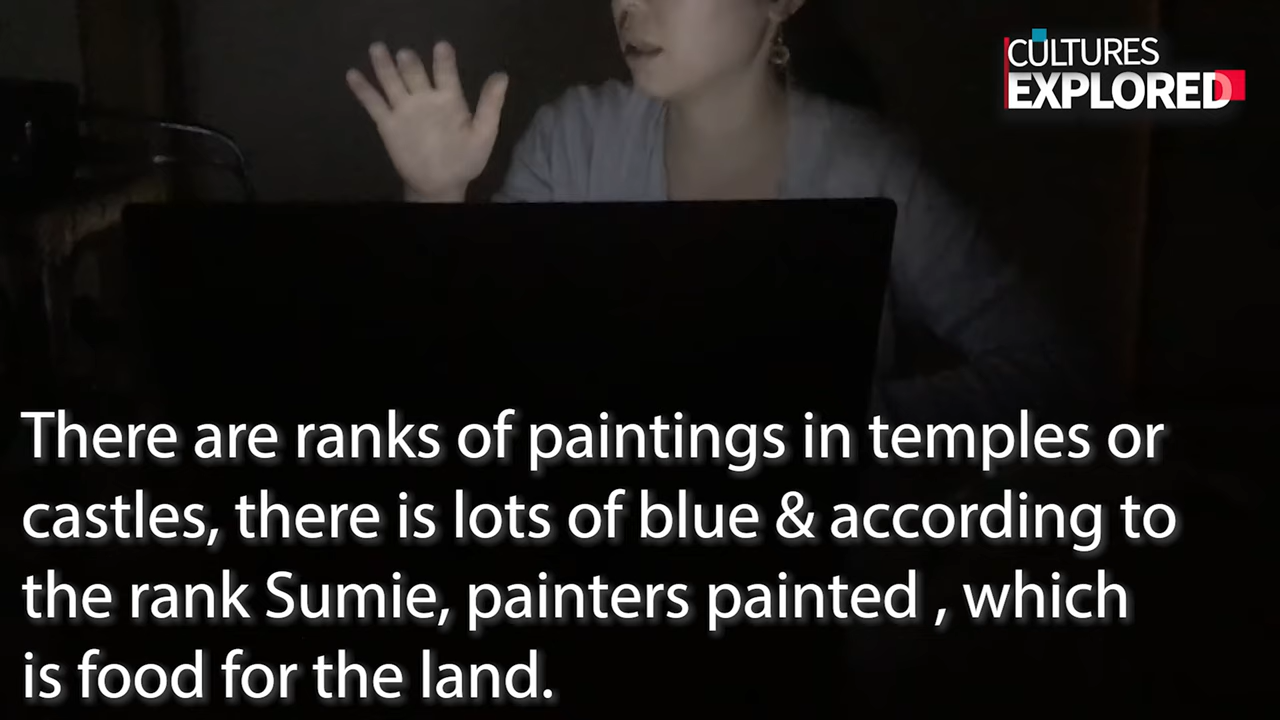 CULTURES
EXPLORED
There are ranks of paintings in temples or
castles, there is lots of blue & according to
the rank Sumie, painters painted , which
is food for the land.